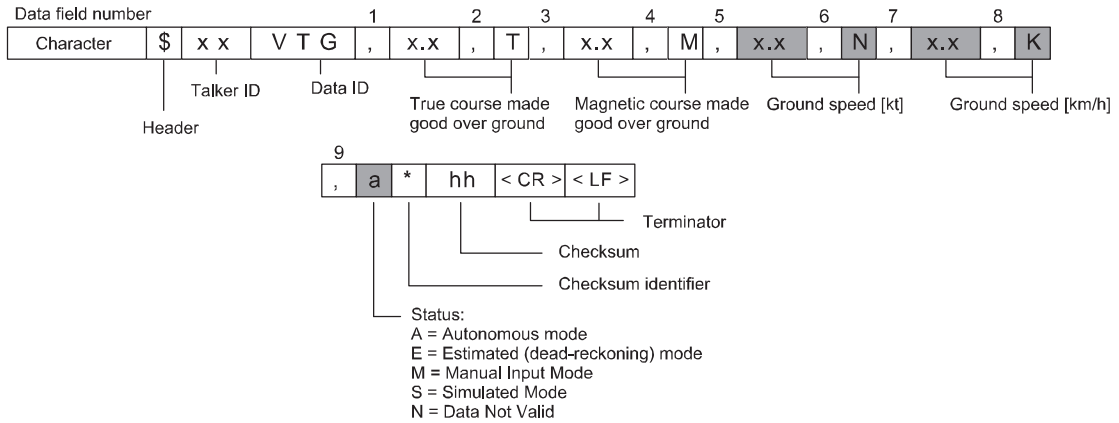 Data field number 1 2 3 4 5 6 7 8
Character $ x x V T G , x.x , T , x.x , M , x.x , N , x.x , K
Talker ID Data ID True course made good over ground Magnetic course made good over ground Ground speed [kt] Ground speed [km/h]
Header
9
, a * hh < CR > < LF >
Terminator
Checksum
Checksum identifier
Status:
A = Autonomous mode
E = Estimated (dead-reckoning) mode
M = Manual Input Mode
S = Simulated Mode
N = Data Not Valid